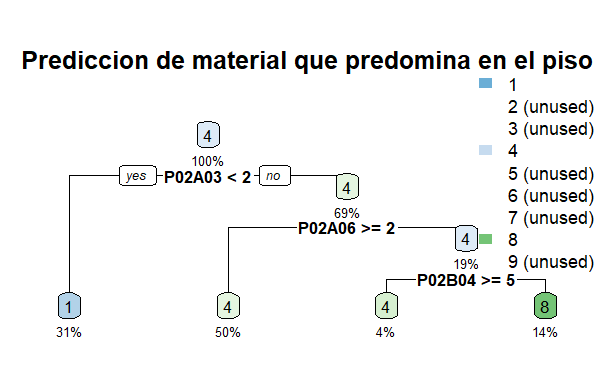 Prediccion de material que predomina en el piso
1
2 (unused)
3 (unused)
4
5 (unused)
6 (unused)
7 (unused)
8
9 (unused)
4
100%
yes P02A03 < 2 no
4
69%
P02A06 >= 2
4
19%
P02B04 >= 5
1
31%
4
50%
4
4%
8
14%